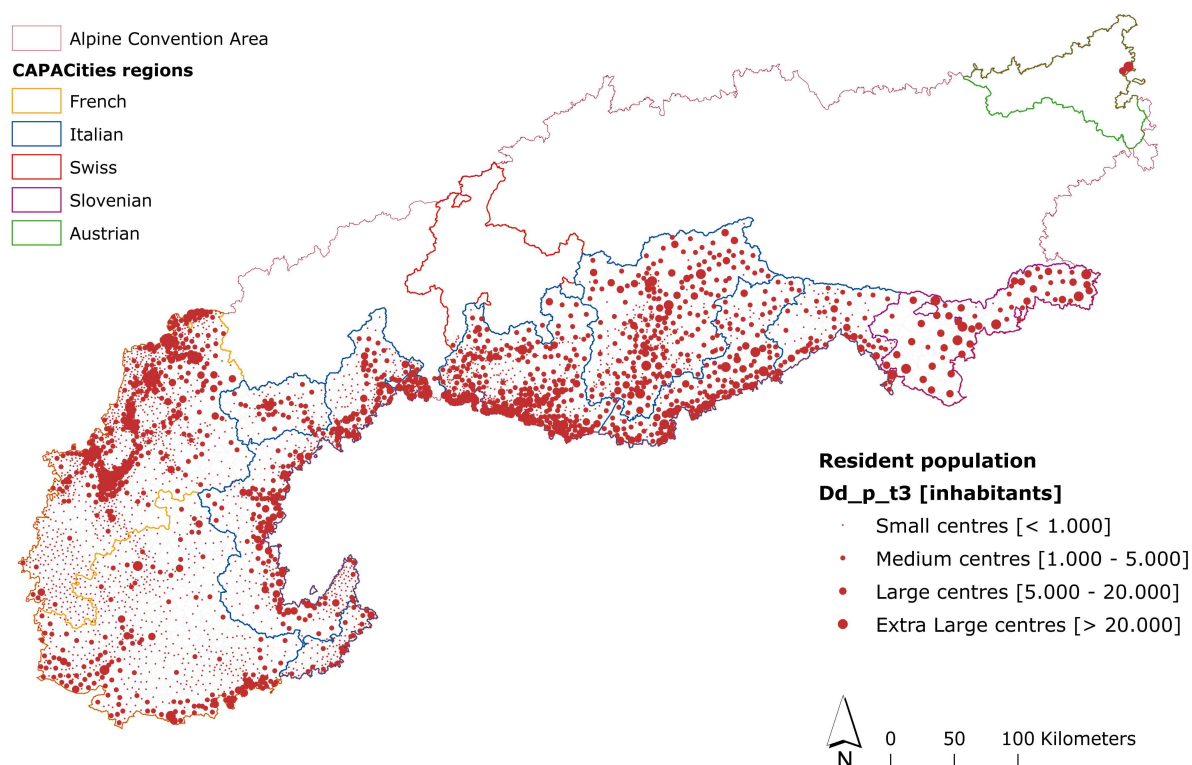 Alpine Convention Area
CAPACities regions
French
Italian
Swiss
Slovenian
Austrian
Resident population
Dd_p_t3 [inhabitants]
Small centres [< 1.000]
Medium centres [1.000 - 5.000]
Large centres [5.000 - 20.000]
Extra Large centres [> 20.000]
0 50 100 Kilometers
N